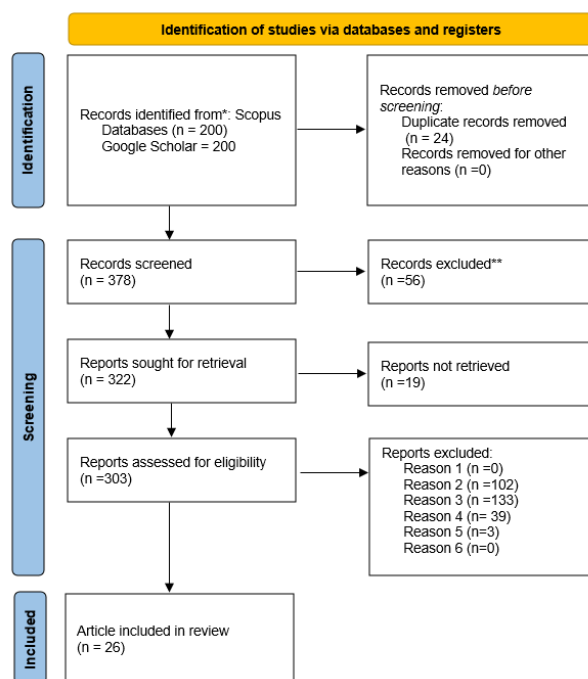 Identification of studies via databases and registers
Identification
Records identified from*: Scopus
Databases (n = 200)
Google Scholar = 200
Records removed before
screening:
Duplicate records removed
(n = 24)
Records removed for other
reasons (n =0)
Screening
Records screened
(n = 378)
Records excluded**
(n =56)
Reports sought for retrieval
(n = 322)
Reports not retrieved
(n =19)
Reports assessed for eligibility
(n =303)
Reports excluded:
Reason 1 (n =0)
Reason 2 (n =102)
Reason 3 (n =133)
Reason 4 (n= 39)
Reason 5 (n=3)
Reason 6 (n=0)
Included
Article included in review
(n = 26)